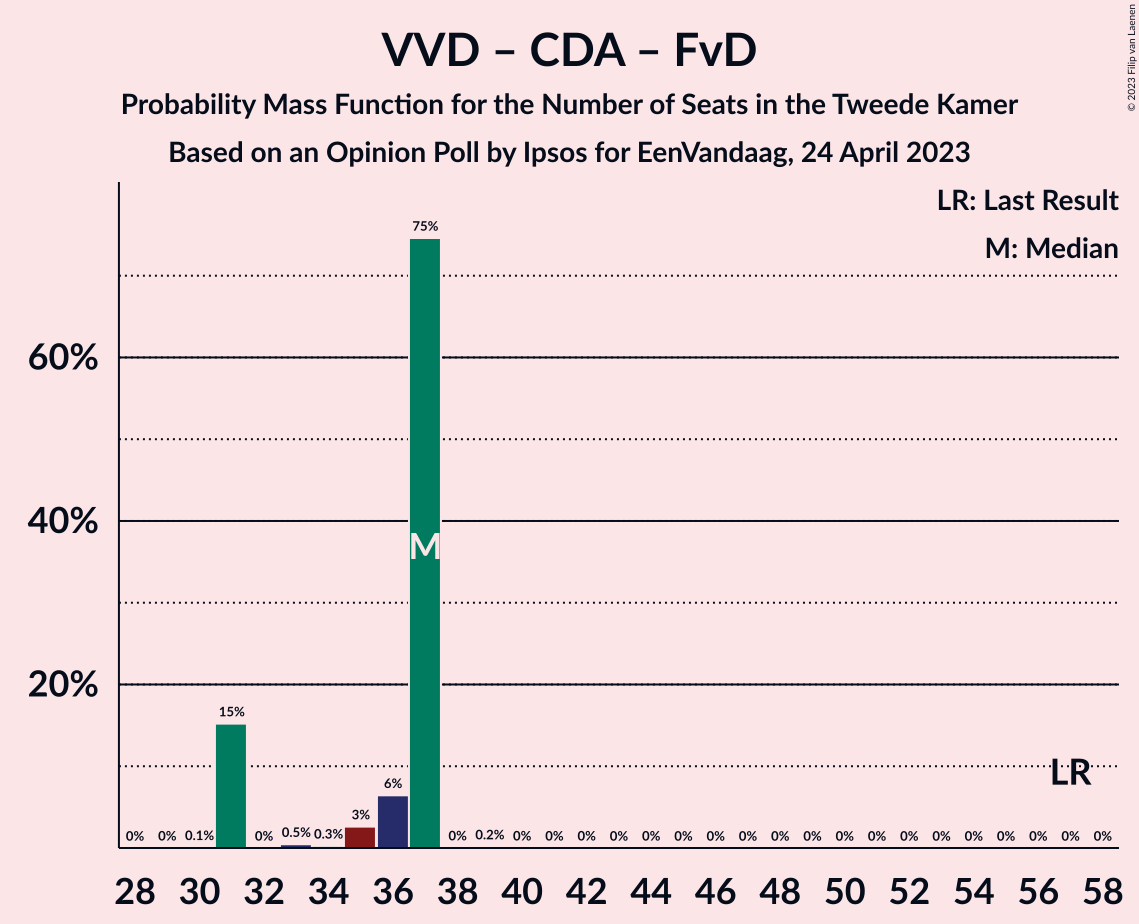 VVD – CDA – FvD
Probability Mass Function for the Number of Seats in the Tweede Kamer
Based on an Opinion Poll by Ipsos for EenVandaag, 24 April 2023
© 2023 Filip van Laenen
LR: Last Result
M: Median
60%
40%
20%
0% 0% 0.1% 15% 0% 0.5% 0.3% 3% 6% 75% 0% 0.2% 0% 0% 0% 0% 0% 0% 0% 0% 0% 0% 0% 0% 0% 0% 0% 0% 0% 0% 0%
M
LR
28 30 32 34 36 38 40 42 44 46 48 50 52 54 56 58